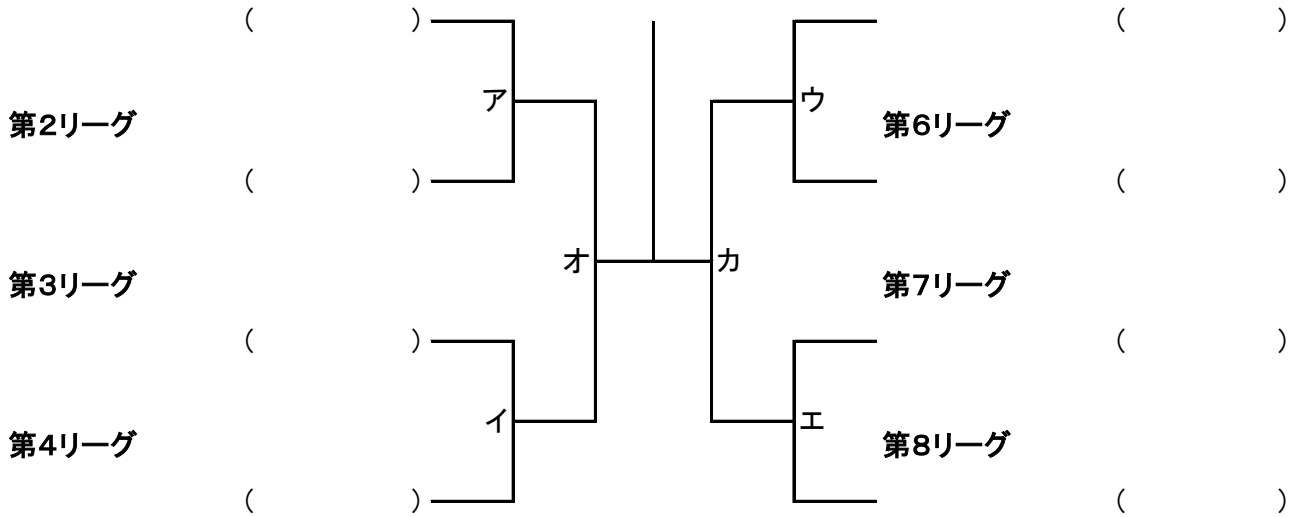 （　　　　　）　（　　　　　）
ア　ウ
第2リーグ　第6リーグ
（　　　　　）　（　　　　　）
オ　カ
第3リーグ　第7リーグ
（　　　　　）　（　　　　　）
イ　エ
第4リーグ　第8リーグ
（　　　　　）　（　　　　　）